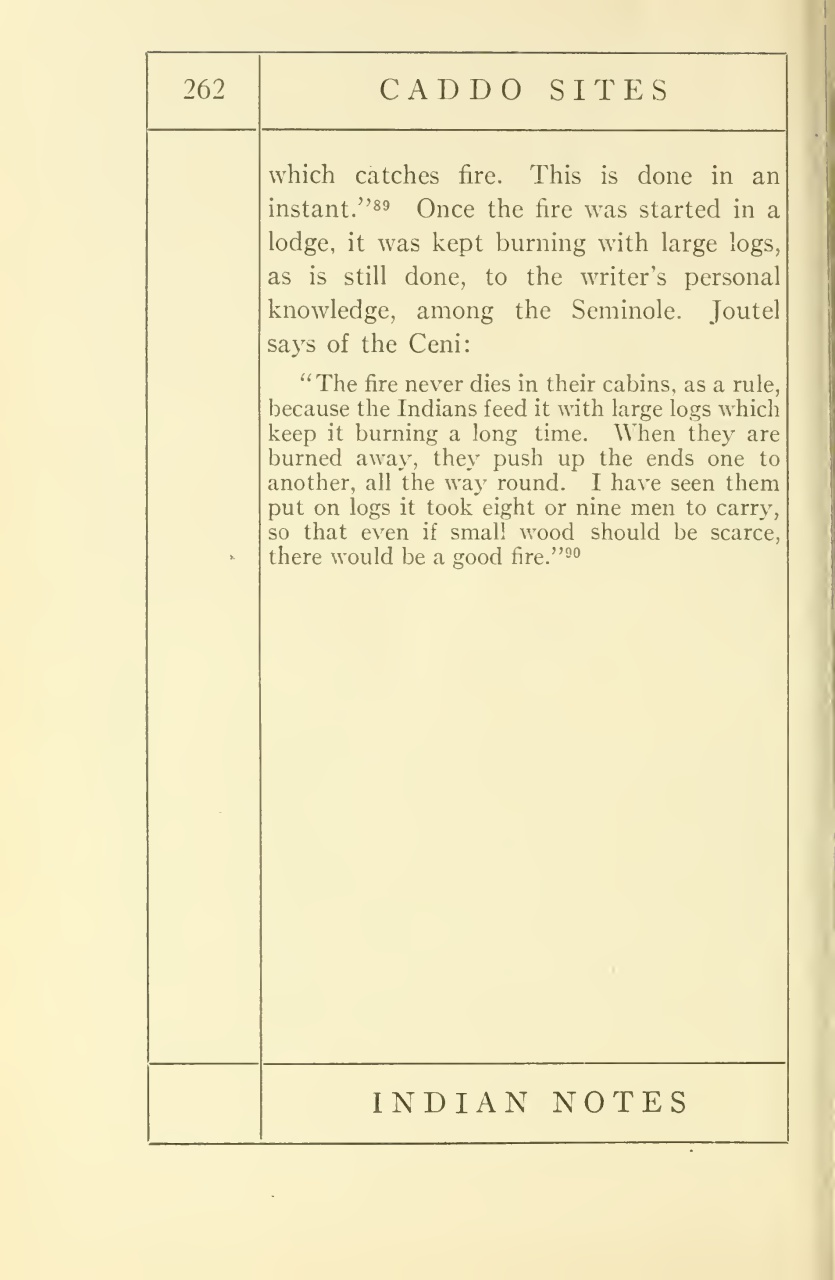 262
CADDO SITES
which catches fire. This is done in an
instant.”⁸⁹ Once the fire was started in a
lodge, it was kept burning with large logs,
as is still done, to the writer’s personal
knowledge, among the Seminole. Joutel
says of the Ceni:
“The fire never dies in their cabins, as a rule,
because the Indians feed it with large logs which
keep it burning a long time. When they are
burned away, they push up the ends one to
another, all the way round. I have seen them
put on logs it took eight or nine men to carry,
so that even if small wood should be scarce,
there would be a good fire.”⁹⁰
INDIAN NOTES